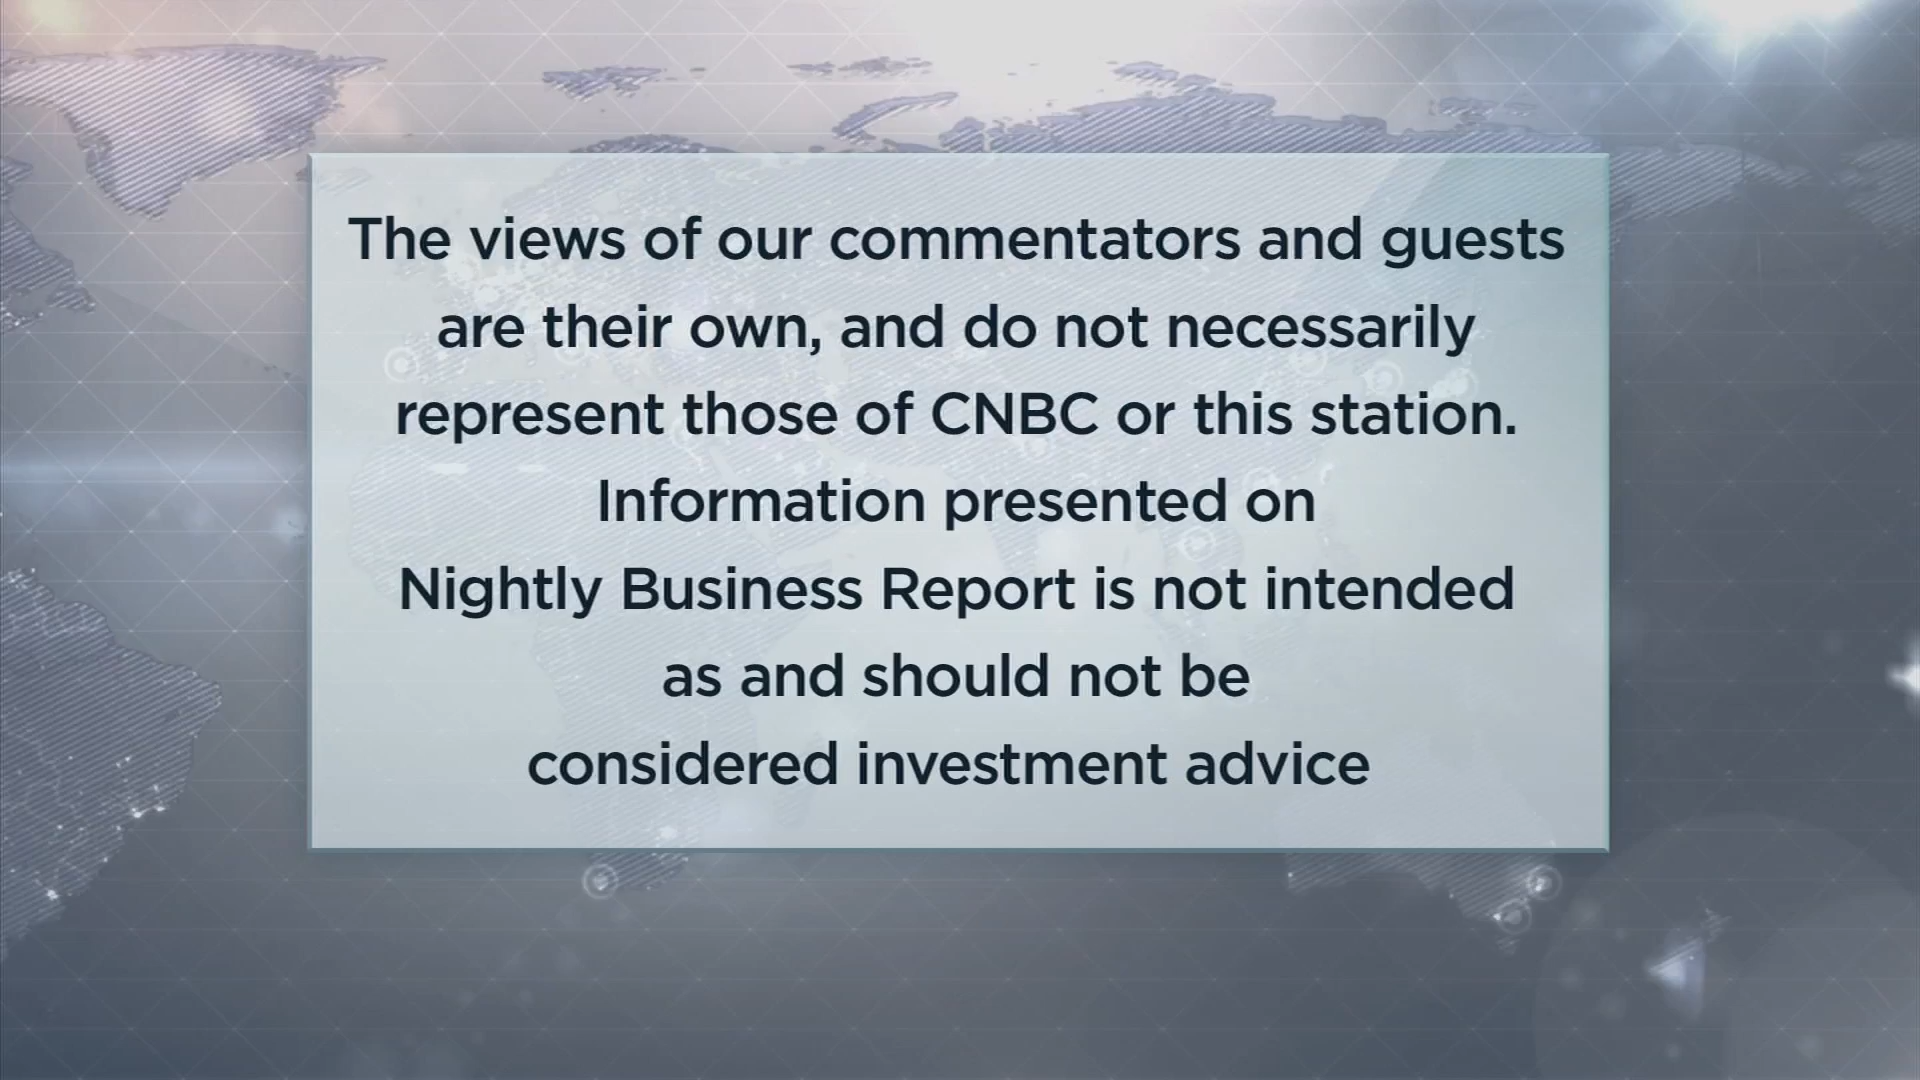 The views of our commentators and guests
are their own, and do not necessarily
represent those of CNBC or this station.
Information presented on
Nightly Business Report is not intended
as and should not be
considered investment advice